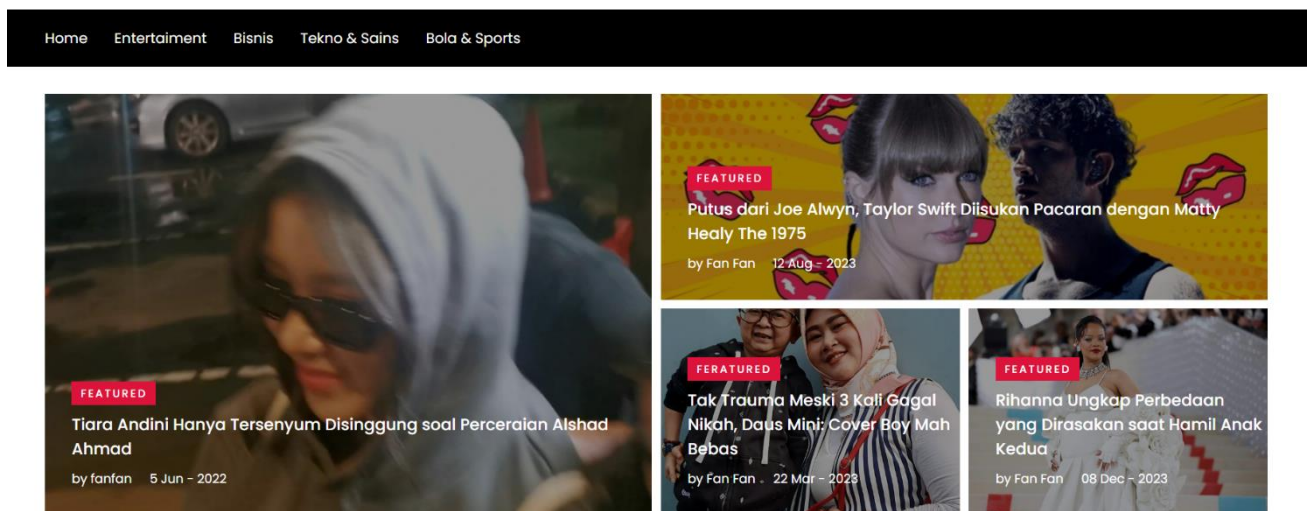 Home Entertaiment Bisnis Tekno & Sains Bola & Sports
FEATURED
Tiara Andini Hanya Tersenyum Disinggung soal Perceraian Alshad
Ahmad
by fanfan 5 Jun - 2022
FEATURED
Putus dari Joe Alwyn, Taylor Swift Diisukan Pacaran dengan Matty
Healy The 1975
by Fan Fan 12 Aug - 2023
FERATURED
Tak Trauma Meski 3 Kali Gagal
Nikah, Daus Mini: Cover Boy Mah
Bebas
by Fan Fan - 22 Mar - 2023
FEATURED
Rihanna Ungkap Perbedaan
yang Dirasakan saat Hamil Anak
Kedua
by Fan Fan 08 Dec - 2023